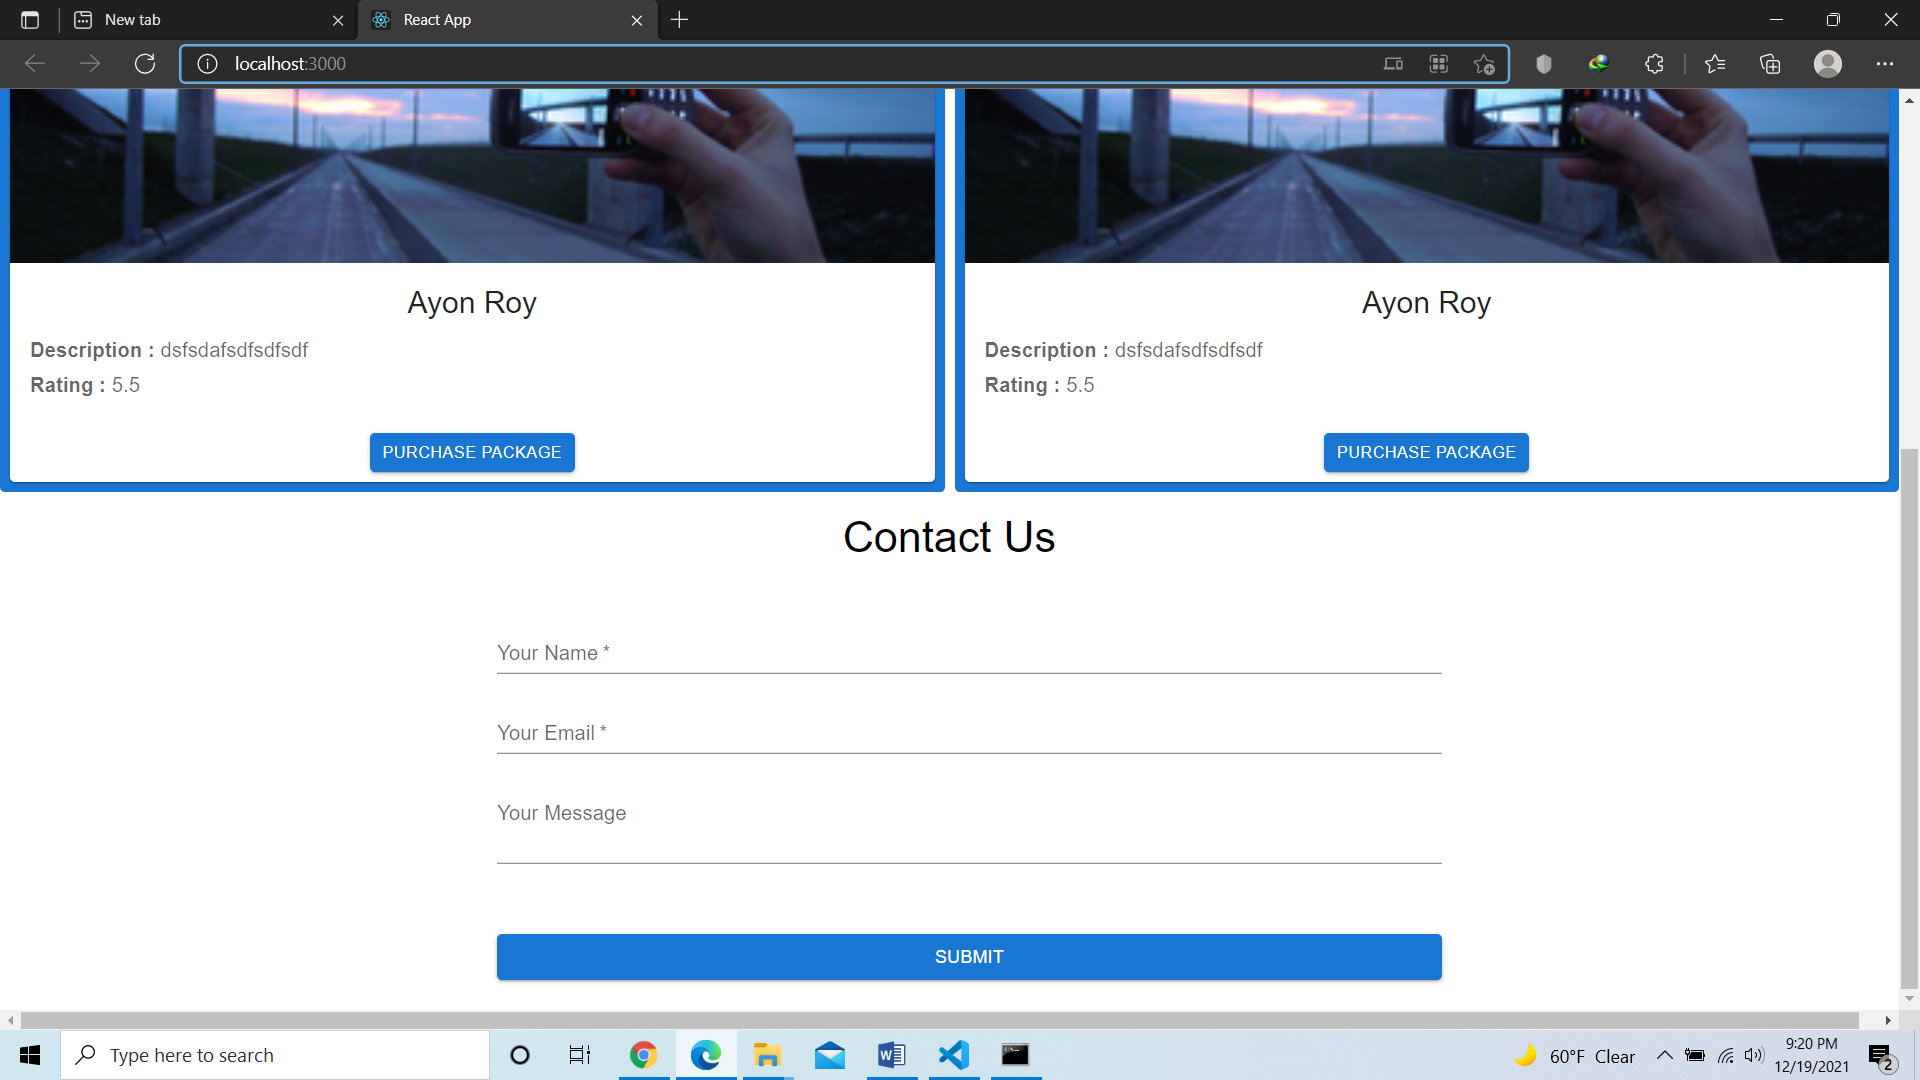 New tab
React App
localhost:3000
Ayon Roy
Description : dsfsdafsdfsdfsdf
Rating : 5.5
PURCHASE PACKAGE
Ayon Roy
Description : dsfsdafsdfsdfsdf
Rating : 5.5
PURCHASE PACKAGE
Contact Us
Your Name *
Your Email *
Your Message
SUBMIT
Type here to search
60°F Clear
9:20 PM
12/19/2021
2